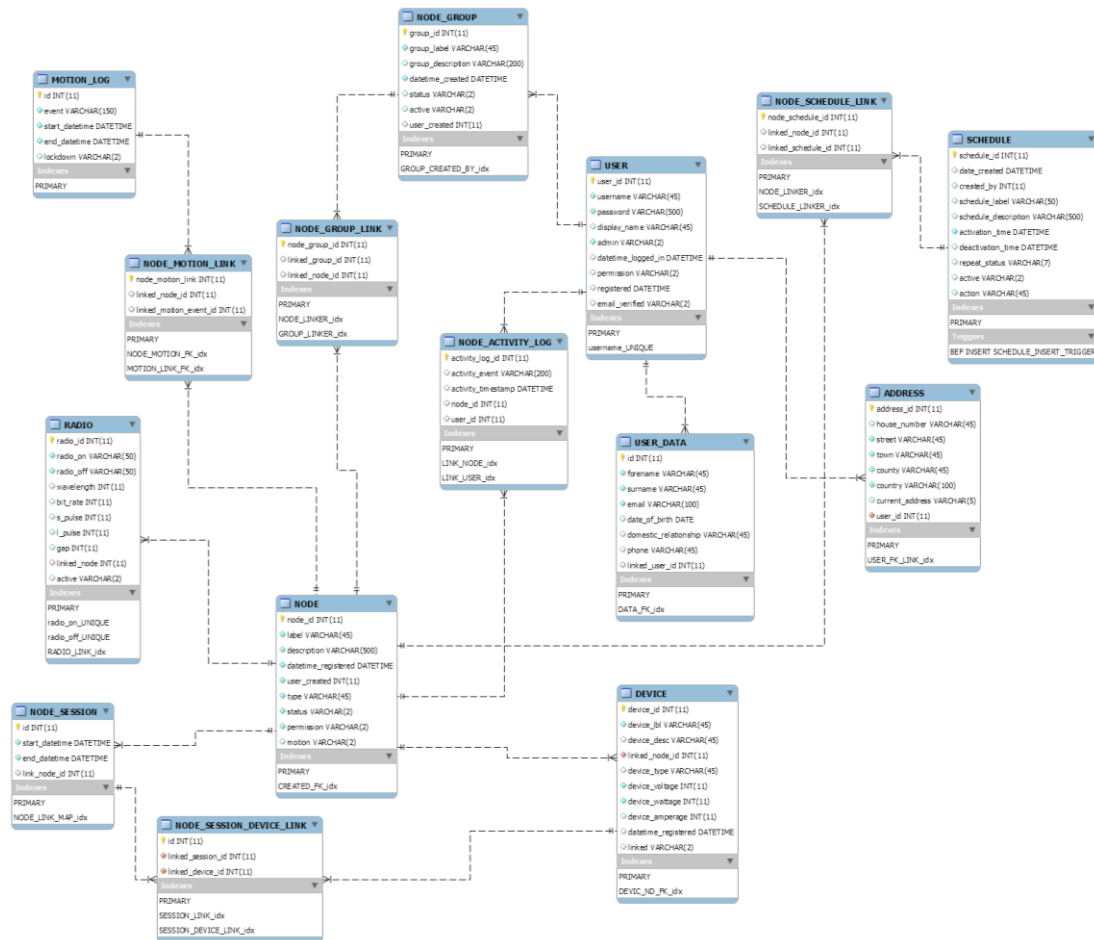 NODE_GROUP
group_id INT(11)
group_label VARCHAR(45)
group_description VARCHAR(200)
datetime_created DATETIME
status VARCHAR(2)
active VARCHAR(2)
user_created INT(11)
Indexes
PRIMARY
GROUP_CREATED_BY_idx
MOTION_LOG
id INT(11)
event VARCHAR(150)
start_datetime DATETIME
end_datetime DATETIME
lockdown VARCHAR(2)
Indexes
PRIMARY
NODE_SCHEDULE_LINK
node_schedule_id INT(11)
linked_node_id INT(11)
linked_schedule_id INT(11)
Indexes
PRIMARY
NODE_LINKER_idx
SCHEDULE_LINKER_idx
SCHEDULE
schedule_id INT(11)
date_created DATETIME
created_by INT(11)
schedule_label VARCHAR(50)
schedule_description VARCHAR(500)
activation_time DATETIME
deactivation_time DATETIME
repeat_status VARCHAR(7)
active VARCHAR(2)
action VARCHAR(45)
Indexes
PRIMARY
Triggers
BEF INSERT SCHEDULE_INSERT_TRIGGER
USER
user_id INT(11)
username VARCHAR(45)
password VARCHAR(500)
display_name VARCHAR(45)
admin VARCHAR(2)
datetime_logged_in DATETIME
permission VARCHAR(2)
registered DATETIME
email_verified VARCHAR(2)
Indexes
PRIMARY
username_UNIQUE
NODE_GROUP_LINK
node_group_id INT(11)
linked_group_id INT(11)
linked_node_id INT(11)
Indexes
PRIMARY
NODE_LINKER_idx
GROUP_LINKER_idx
NODE_MOTION_LINK
node_motion_link INT(11)
linked_node_id INT(11)
linked_motion_event_id INT(11)
Indexes
PRIMARY
NODE_MOTION_FK_idx
MOTION_LINK_FK_idx
NODE_ACTIVITY_LOG
activity_log_id INT(11)
activity_event VARCHAR(200)
activity_timestamp DATETIME
node_id INT(11)
user_id INT(11)
Indexes
PRIMARY
LINK_NODE_idx
LINK_USER_idx
ADDRESS
address_id INT(11)
house_number VARCHAR(45)
street VARCHAR(45)
town VARCHAR(45)
county VARCHAR(45)
country VARCHAR(100)
current_address VARCHAR(5)
user_id INT(11)
Indexes
PRIMARY
USER_FK_LINK_idx
RADIO
radio_id INT(11)
radio_on VARCHAR(50)
radio_off VARCHAR(50)
wavelength INT(11)
bit_rate INT(11)
s_pulse INT(11)
l_pulse INT(11)
gap INT(11)
linked_node INT(11)
active VARCHAR(2)
Indexes
PRIMARY
radio_on_UNIQUE
radio_off_UNIQUE
RADIO_LINK_idx
USER_DATA
id INT(11)
forename VARCHAR(45)
surname VARCHAR(45)
email VARCHAR(100)
date_of_birth DATE
domestic_relationship VARCHAR(45)
phone VARCHAR(45)
linked_user_id INT(11)
Indexes
PRIMARY
DATA_FK_idx
NODE
node_id INT(11)
label VARCHAR(45)
description VARCHAR(500)
datetime_registered DATETIME
user_created INT(11)
type VARCHAR(45)
status VARCHAR(2)
permission VARCHAR(2)
motion VARCHAR(2)
Indexes
PRIMARY
CREATED_FK_idx
DEVICE
device_id INT(11)
device_lbl VARCHAR(45)
device_desc VARCHAR(45)
linked_node_id INT(11)
device_type VARCHAR(45)
device_voltage INT(11)
device_wattage INT(11)
device_amperage INT(11)
datetime_registered DATETIME
linked VARCHAR(2)
Indexes
PRIMARY
DEVIC_ND_FK_idx
NODE_SESSION
id INT(11)
start_datetime DATETIME
end_datetime DATETIME
link_node_id INT(11)
Indexes
PRIMARY
NODE_LINK_MAP_idx
NODE_SESSION_DEVICE_LINK
id INT(11)
linked_session_id INT(11)
linked_device_id INT(11)
Indexes
PRIMARY
SESSION_LINK_idx
SESSION_DEVICE_LINK_idx